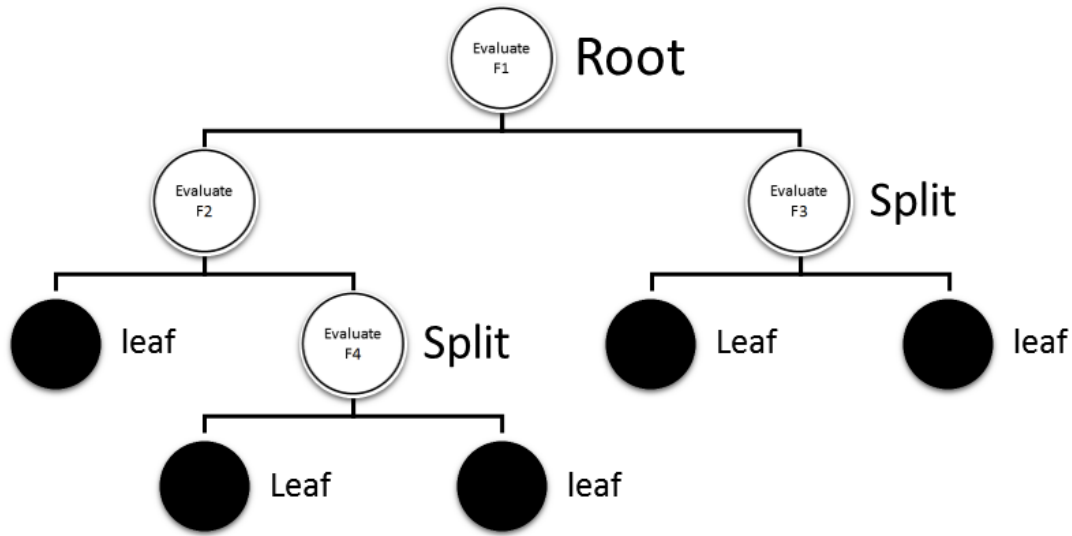 Evaluate
F1
Root
Evaluate
F2
Evaluate
F3
Split
leaf
Evaluate
F4
Split
Leaf
leaf
Leaf
leaf